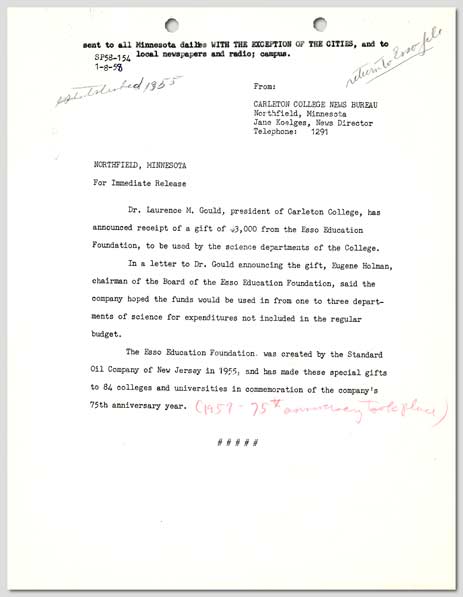 sent to all Minnesota dailies WITH THE EXCEPTION OF THE CITIES, and to
local newspapers and radio; campus.
SP58-154
1-8-58
return to Esso file
established 1955
From:
CARLETON COLLEGE NEWS BUREAU
Northfield, Minnesota
Jane Koelges, News Director
Telephone: 1291
NORTHFIELD, MINNESOTA
For Immediate Release
Dr. Laurence M. Gould, president of Carleton College, has
announced receipt of a gift of $3,000 from the Esso Education
Foundation, to be used by the science departments of the College.
In a letter to Dr. Gould announcing the gift, Eugene Holman,
chairman of the Board of the Esso Education Foundation, said the
company hoped the funds would be used in from one to three depart-
ments of science for expenditures not included in the regular
budget.
The Esso Education Foundation was created by the Standard
Oil Company of New Jersey in 1955, and has made these special gifts
to 84 colleges and universities in commemoration of the company's
75th anniversary year. (1957 - 75th anniversary took place)
# # # # #